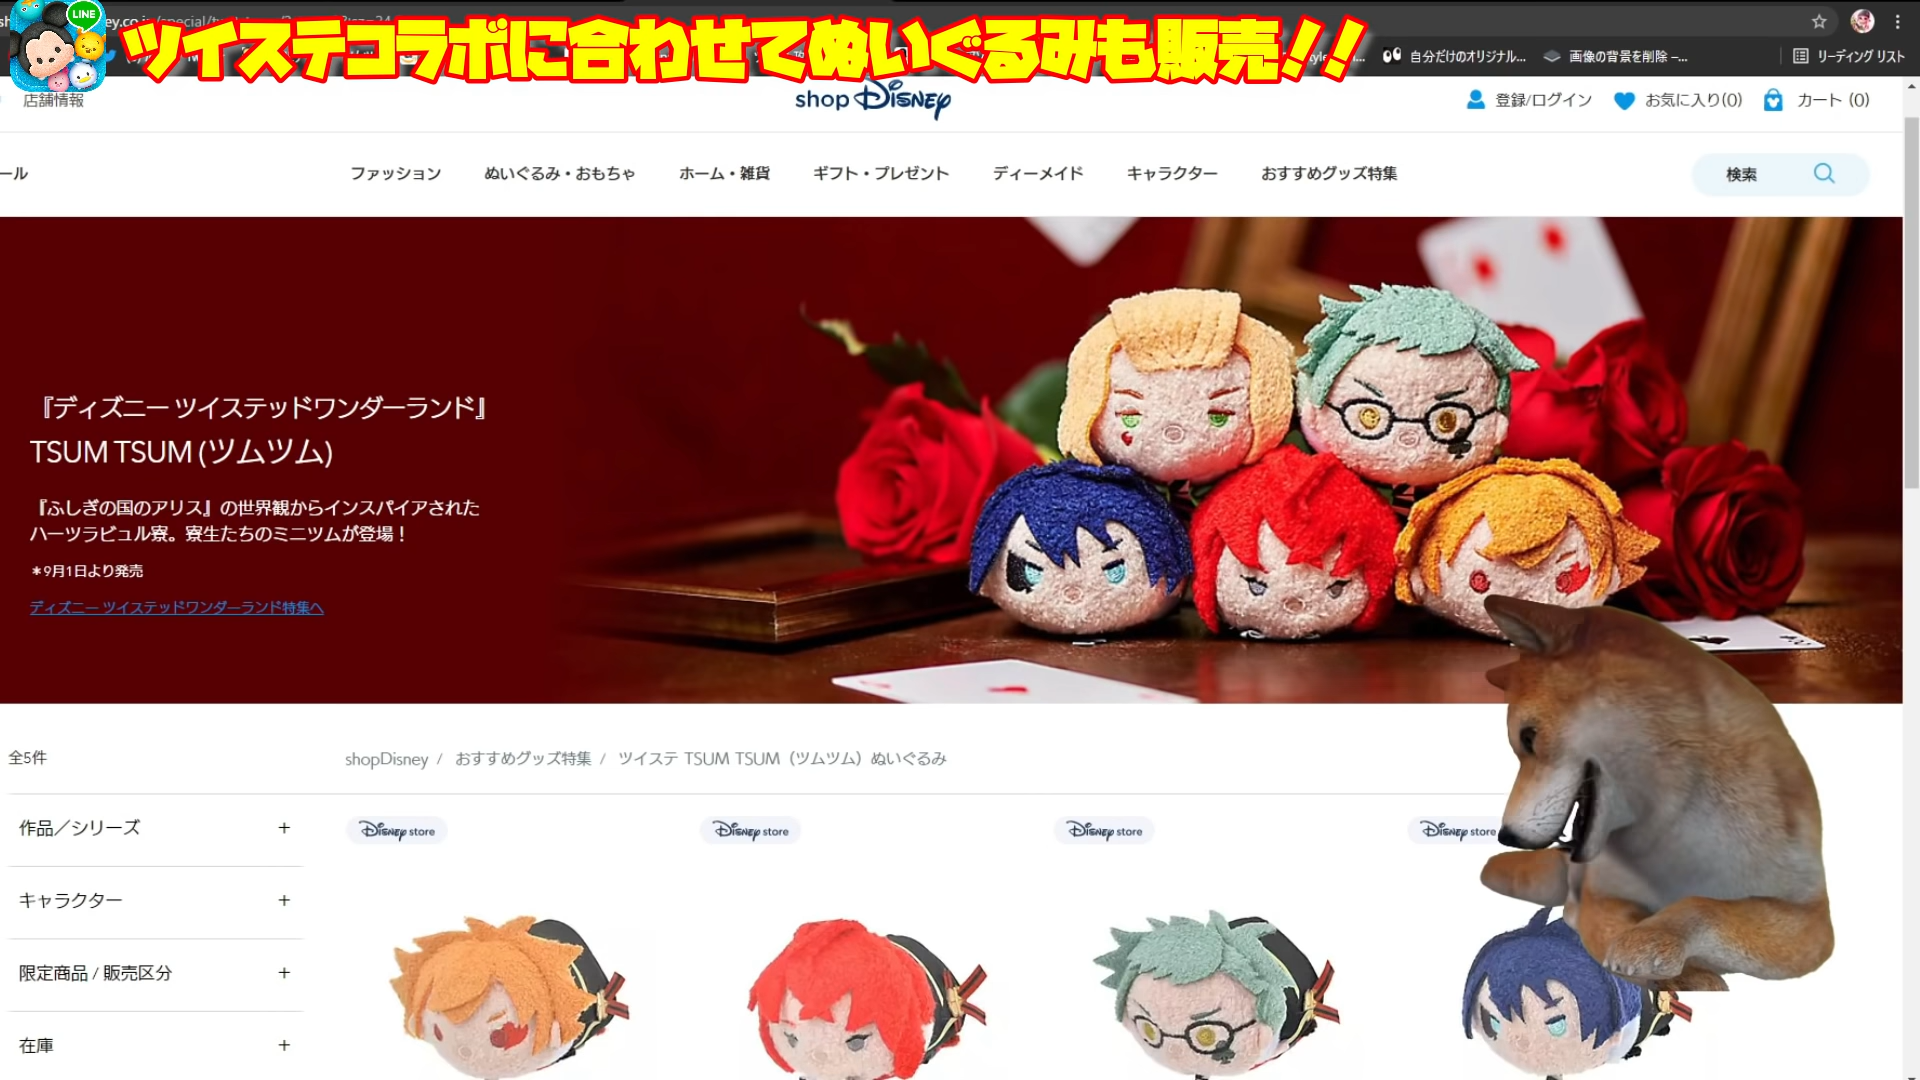 LINE
ツイステコラボに合わせてぬいぐるみも販売!!
自分だけのオリジナル...
画像の背景を削除 –...
リーディング リスト
店舗情報
shop Disney
登録/ログイン
お気に入り(0)
カート (0)
ール
ファッション
ぬいぐるみ・おもちゃ
ホーム・雑貨
ギフト・プレゼント
ディーメイド
キャラクター
おすすめグッズ特集
検索
『ディズニー ツイステッドワンダーランド』
TSUM TSUM (ツムツム)
『ふしぎの国のアリス』の世界観からインスパイアされた
ハーツラビュル寮。寮生たちのミニツムが登場！
＊9月1日より発売
ディズニー ツイステッドワンダーランド特集へ
全5件
shopDisney / おすすめグッズ特集 / ツイステ TSUM TSUM（ツムツム）ぬいぐるみ
作品／シリーズ +
キャラクター +
限定商品 / 販売区分 +
在庫 +
Disney store
Disney store
Disney store
Disney store